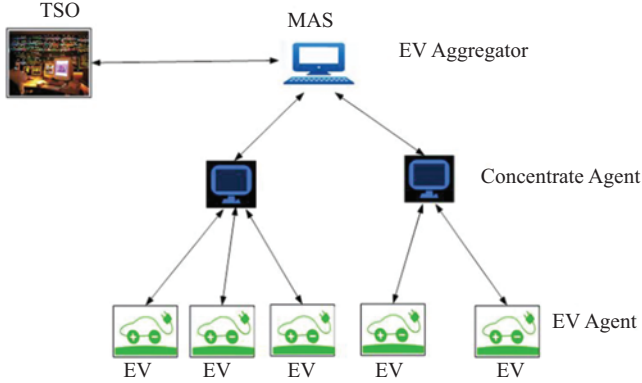 TSO
MAS
EV Aggregator
Concentrate Agent
EV Agent
EV
EV
EV
EV
EV